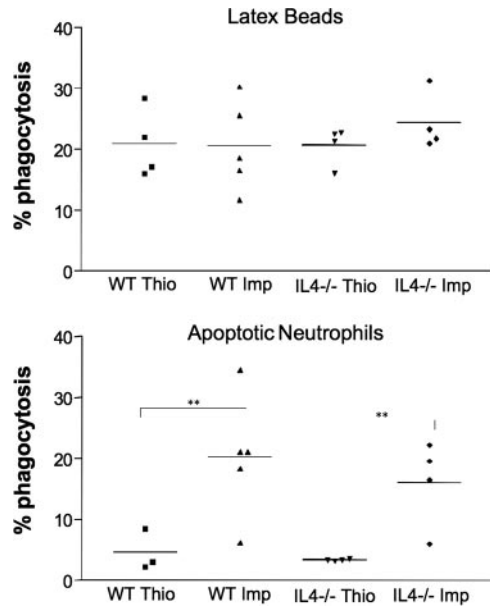 Latex Beads
% phagocytosis
40
30
20
10
0
WT Thio WT Imp IL4-/- Thio IL4-/- Imp
Apoptotic Neutrophils
% phagocytosis
40
30
20
10
0
**
**
WT Thio WT Imp IL4-/- Thio IL4-/- Imp